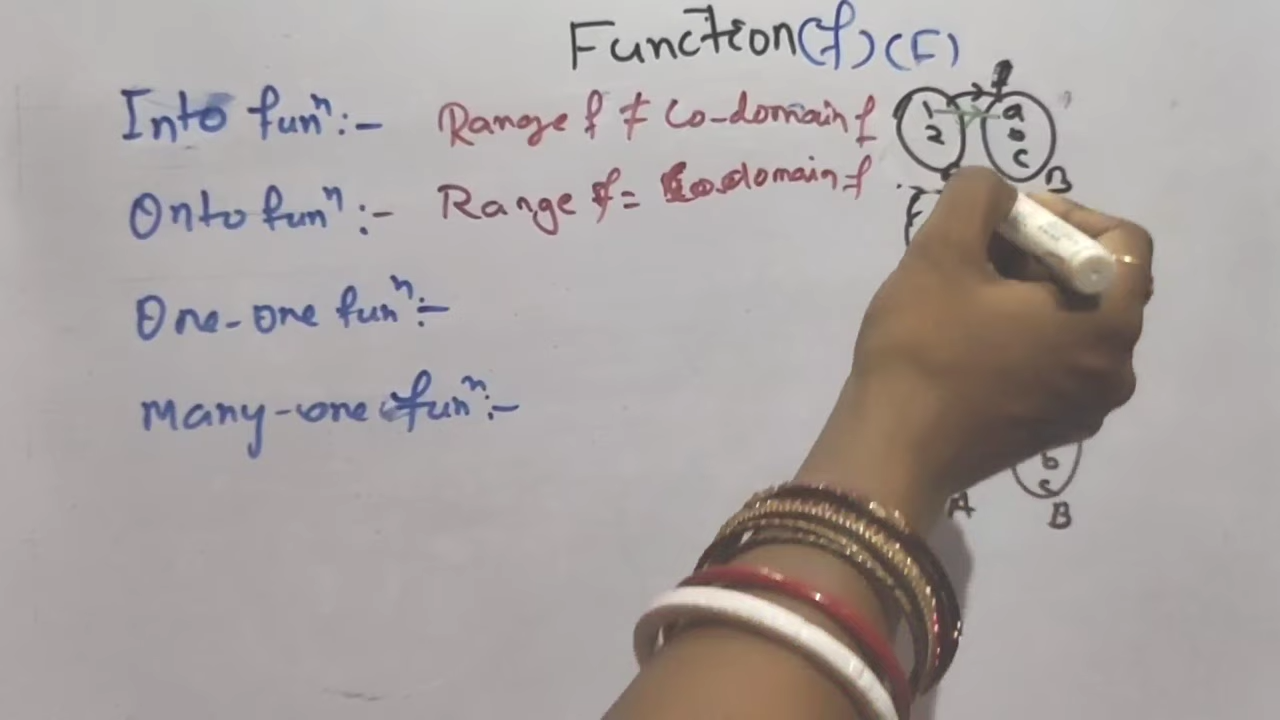 Function(f)(F)
Into funⁿ:- Range f ≠ Co-domain f
Onto funⁿ:- Range f = Co-domain f
One-one funⁿ:-
Many-one funⁿ:-
f
1 a
2 b
c
B
b
c
A B